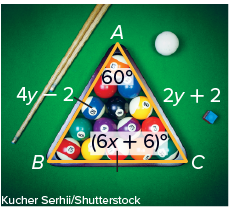 A
60°
4y − 2
2y + 2
(6x + 6)°
B
C
Kucher Serhii/Shutterstock